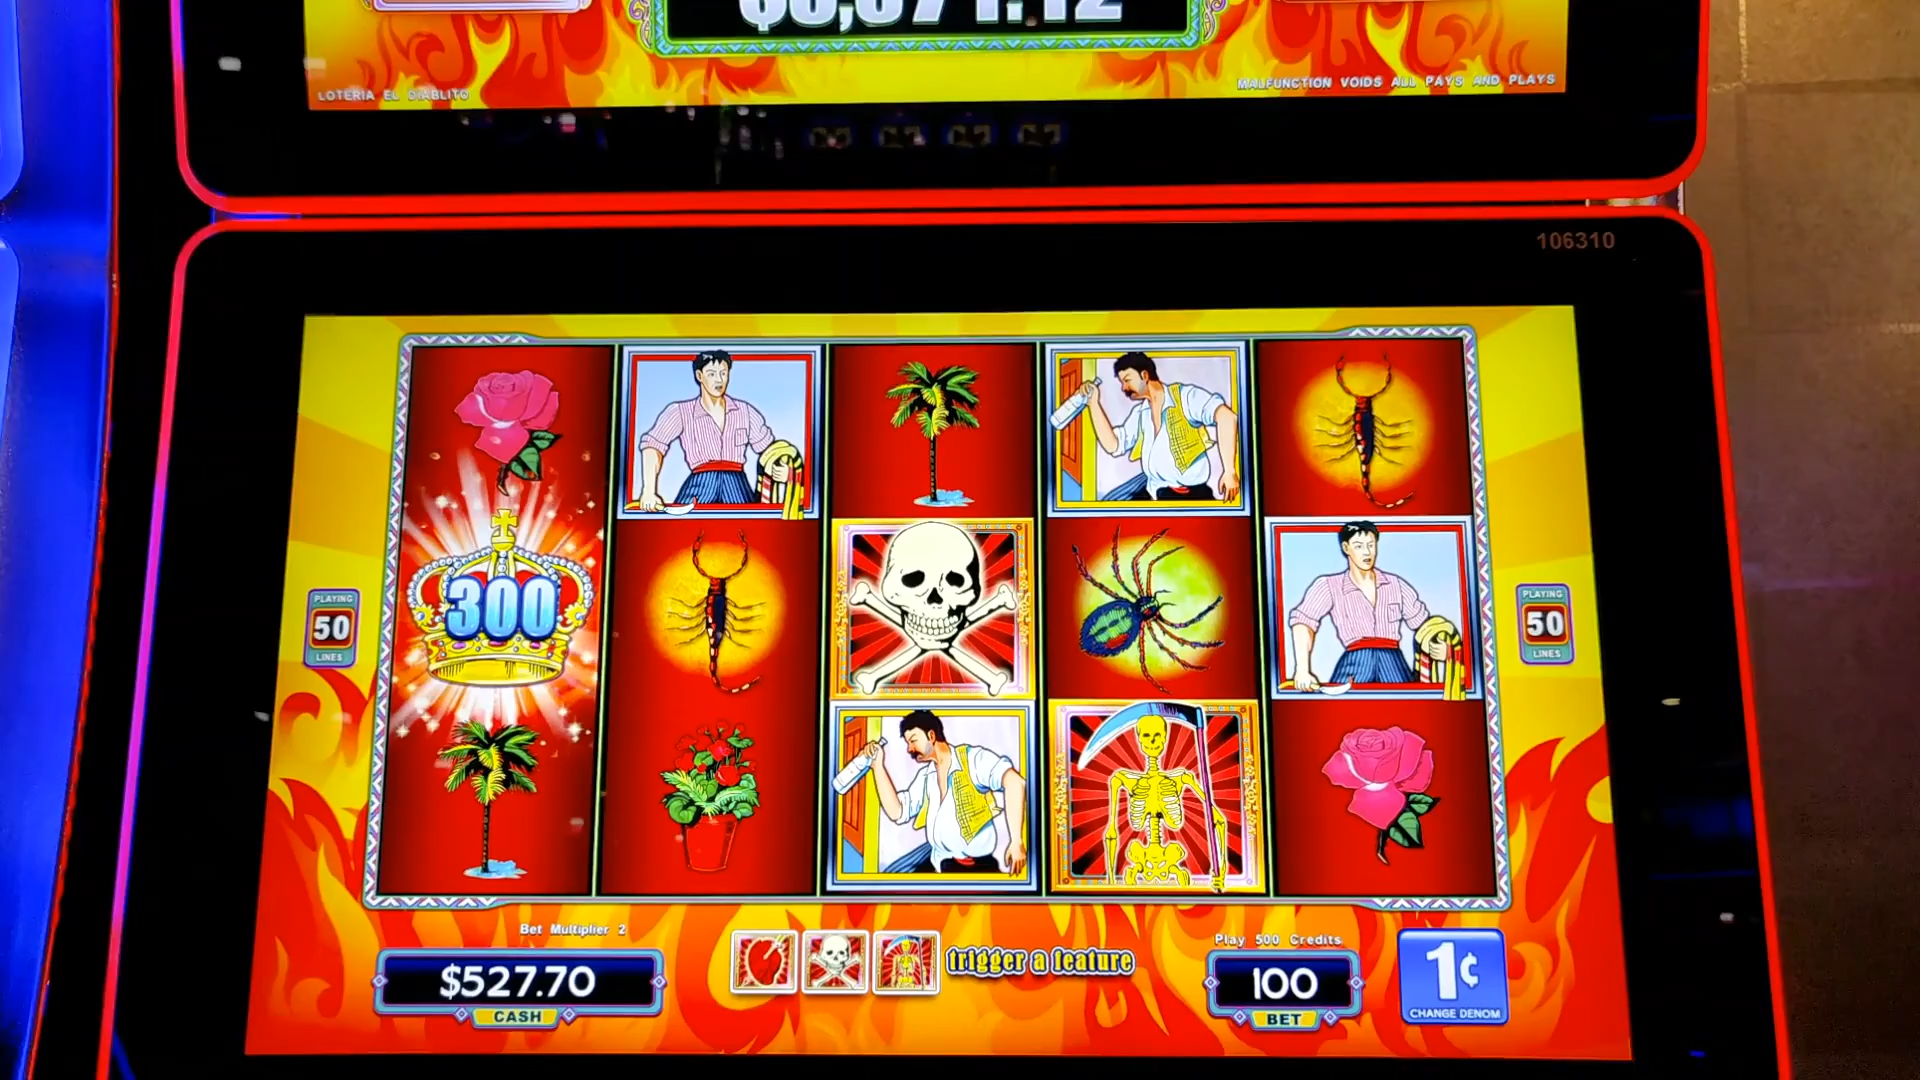 LOTERIA EL DIABLITO
MALFUNCTION VOIDS ALL PAYS AND PLAYS
106310
300
PLAYING
50
LINES
PLAYING
50
LINES
Bet Multiplier 2
$527.70
CASH
trigger a feature
Play 500 Credits
100
BET
1¢
CHANGE DENOM